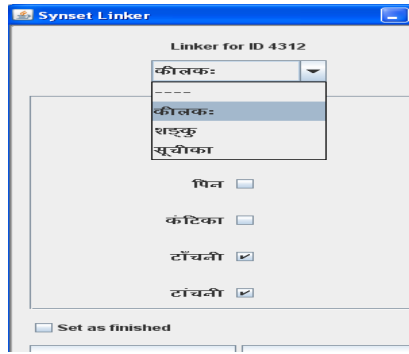 Synset Linker
Linker for ID 4312
कीलकः
----
कीलकः
शङ्कु
सूचीका
पिन
कंटिका
टाँचनी
टांचनी
Set as finished